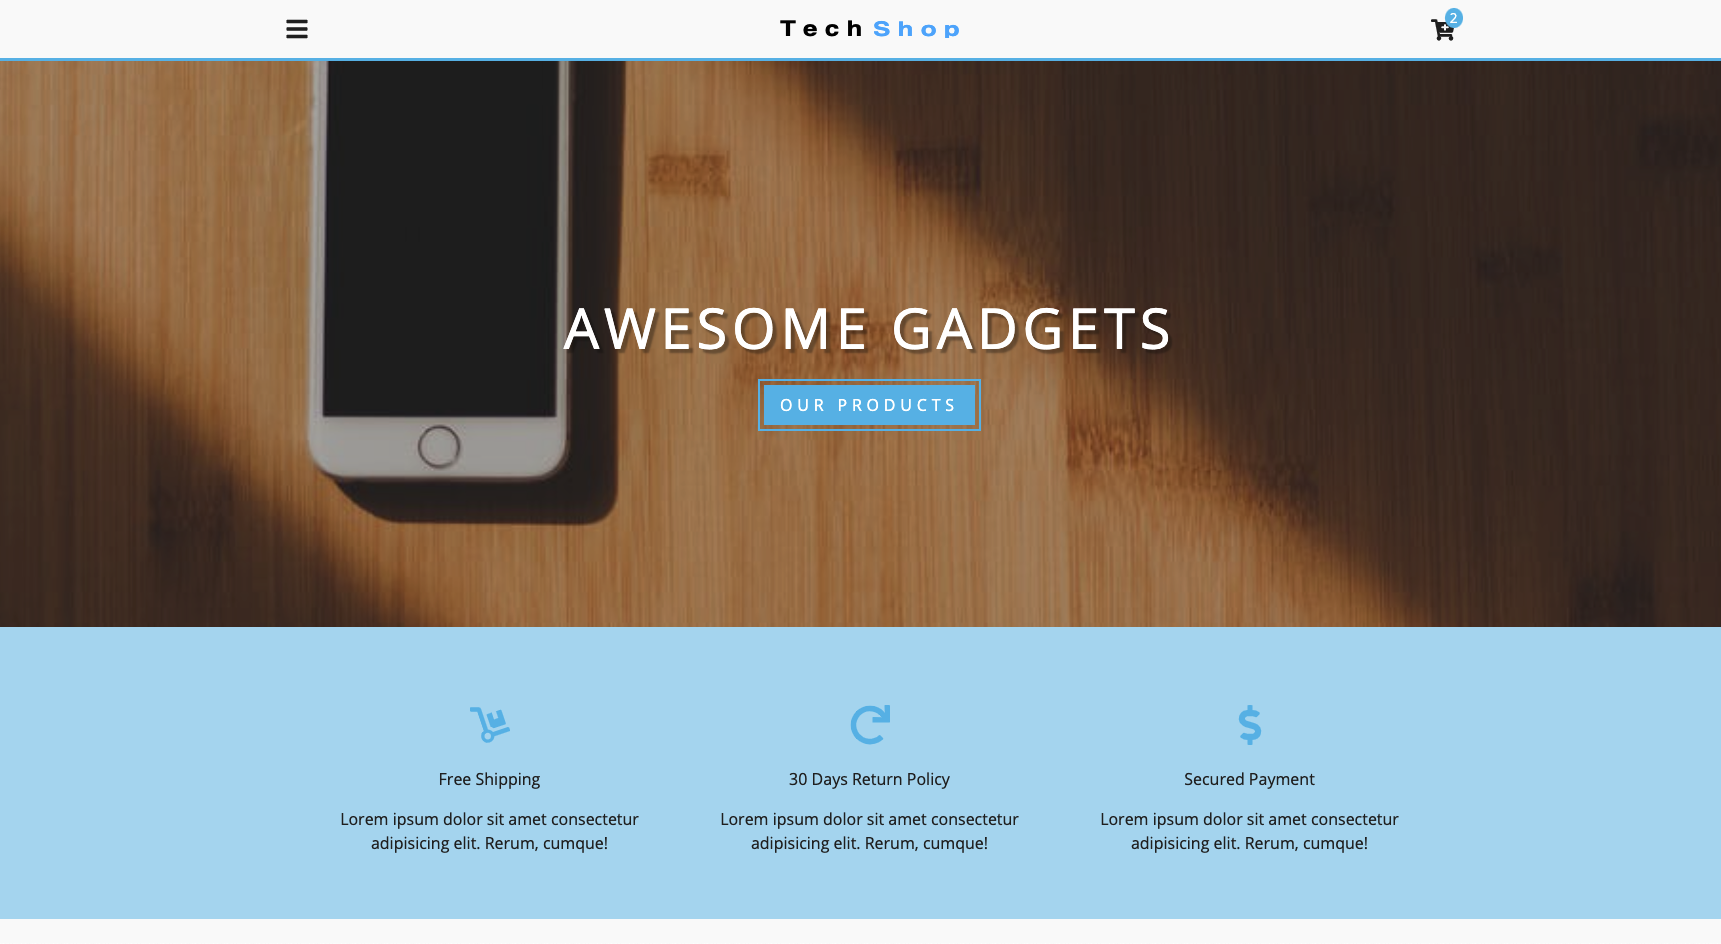 Tech Shop
2
AWESOME GADGETS
OUR PRODUCTS
Free Shipping
Lorem ipsum dolor sit amet consectetur
adipisicing elit. Rerum, cumque!
30 Days Return Policy
Lorem ipsum dolor sit amet consectetur
adipisicing elit. Rerum, cumque!
Secured Payment
Lorem ipsum dolor sit amet consectetur
adipisicing elit. Rerum, cumque!